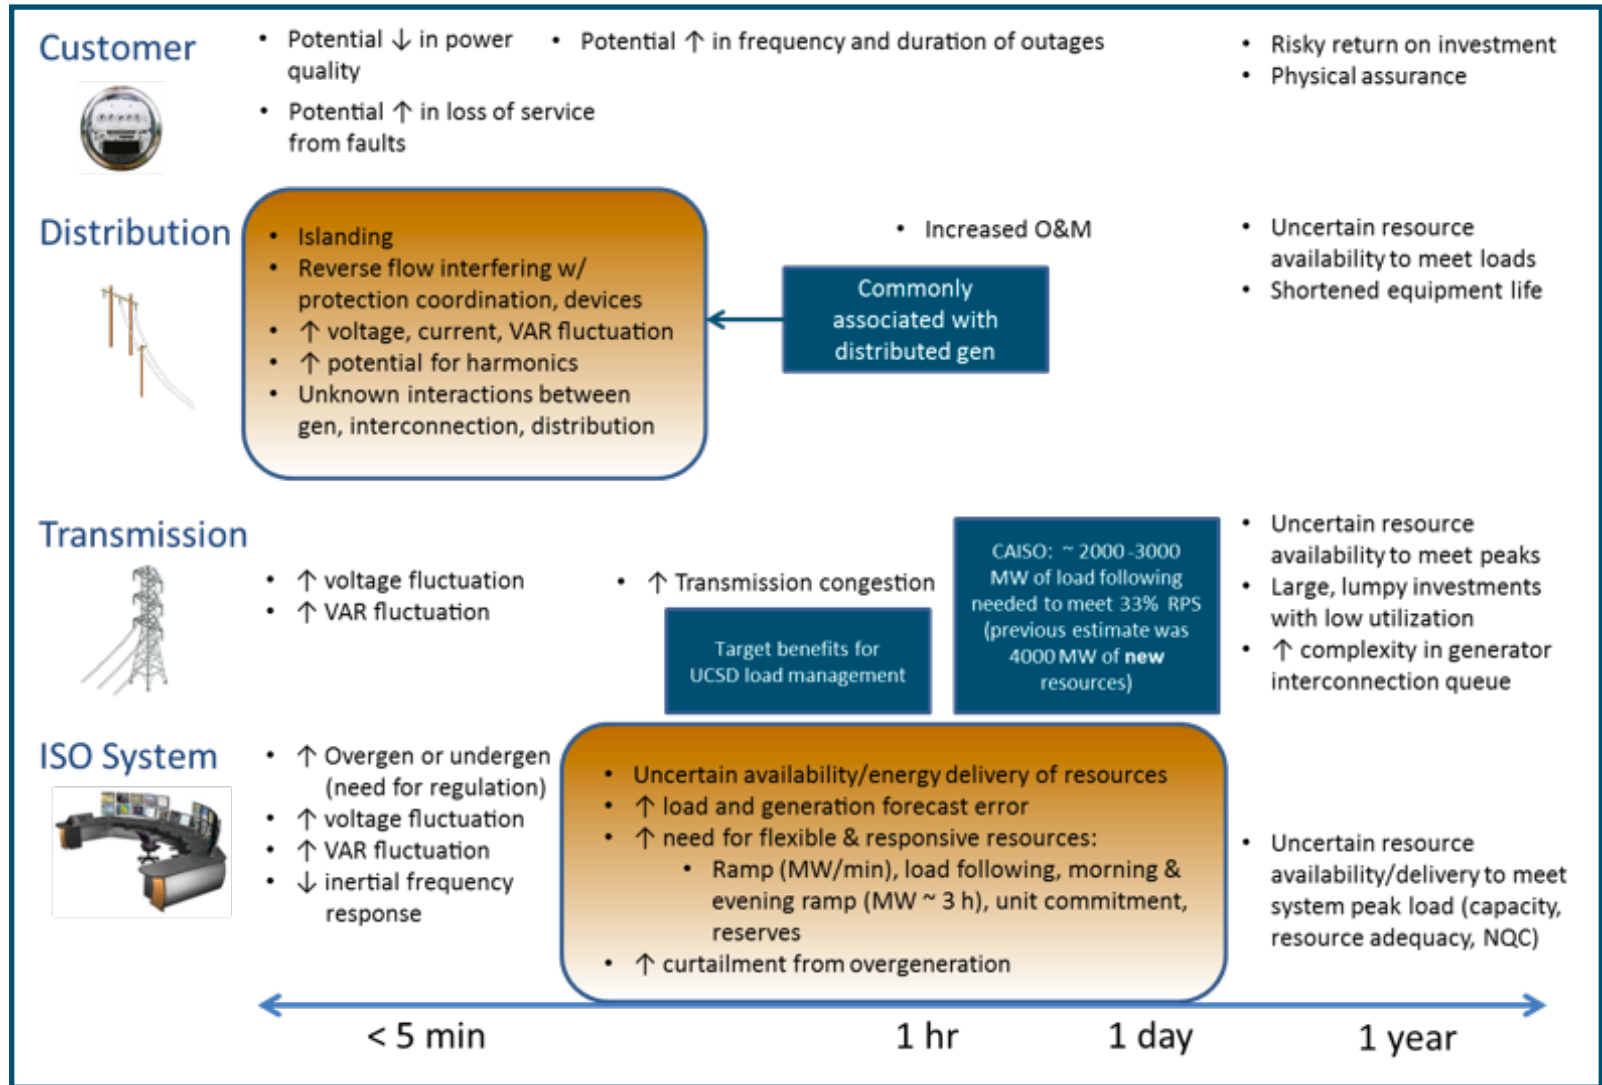 Customer
• Potential ↓ in power
quality
• Potential ↑ in loss of service
from faults
• Potential ↑ in frequency and duration of outages
• Risky return on investment
• Physical assurance
Distribution
• Islanding
• Reverse flow interfering w/
protection coordination, devices
• ↑ voltage, current, VAR fluctuation
• ↑ potential for harmonics
• Unknown interactions between
gen, interconnection, distribution
• Increased O&M
Commonly
associated with
distributed gen
• Uncertain resource
availability to meet loads
• Shortened equipment life
Transmission
• ↑ voltage fluctuation
• ↑ VAR fluctuation
• ↑ Transmission congestion
Target benefits for
UCSD load management
CAISO: ~ 2000 -3000
MW of load following
needed to meet 33% RPS
(previous estimate was
4000 MW of new
resources)
• Uncertain resource
availability to meet peaks
• Large, lumpy investments
with low utilization
• ↑ complexity in generator
interconnection queue
ISO System
• ↑ Overgen or undergen
(need for regulation)
• ↑ voltage fluctuation
• ↑ VAR fluctuation
• ↓ inertial frequency
response
• Uncertain availability/energy delivery of resources
• ↑ load and generation forecast error
• ↑ need for flexible & responsive resources:
• Ramp (MW/min), load following, morning &
evening ramp (MW ~ 3 h), unit commitment,
reserves
• ↑ curtailment from overgeneration
• Uncertain resource
availability/delivery to meet
system peak load (capacity,
resource adequacy, NQC)
< 5 min
1 hr
1 day
1 year